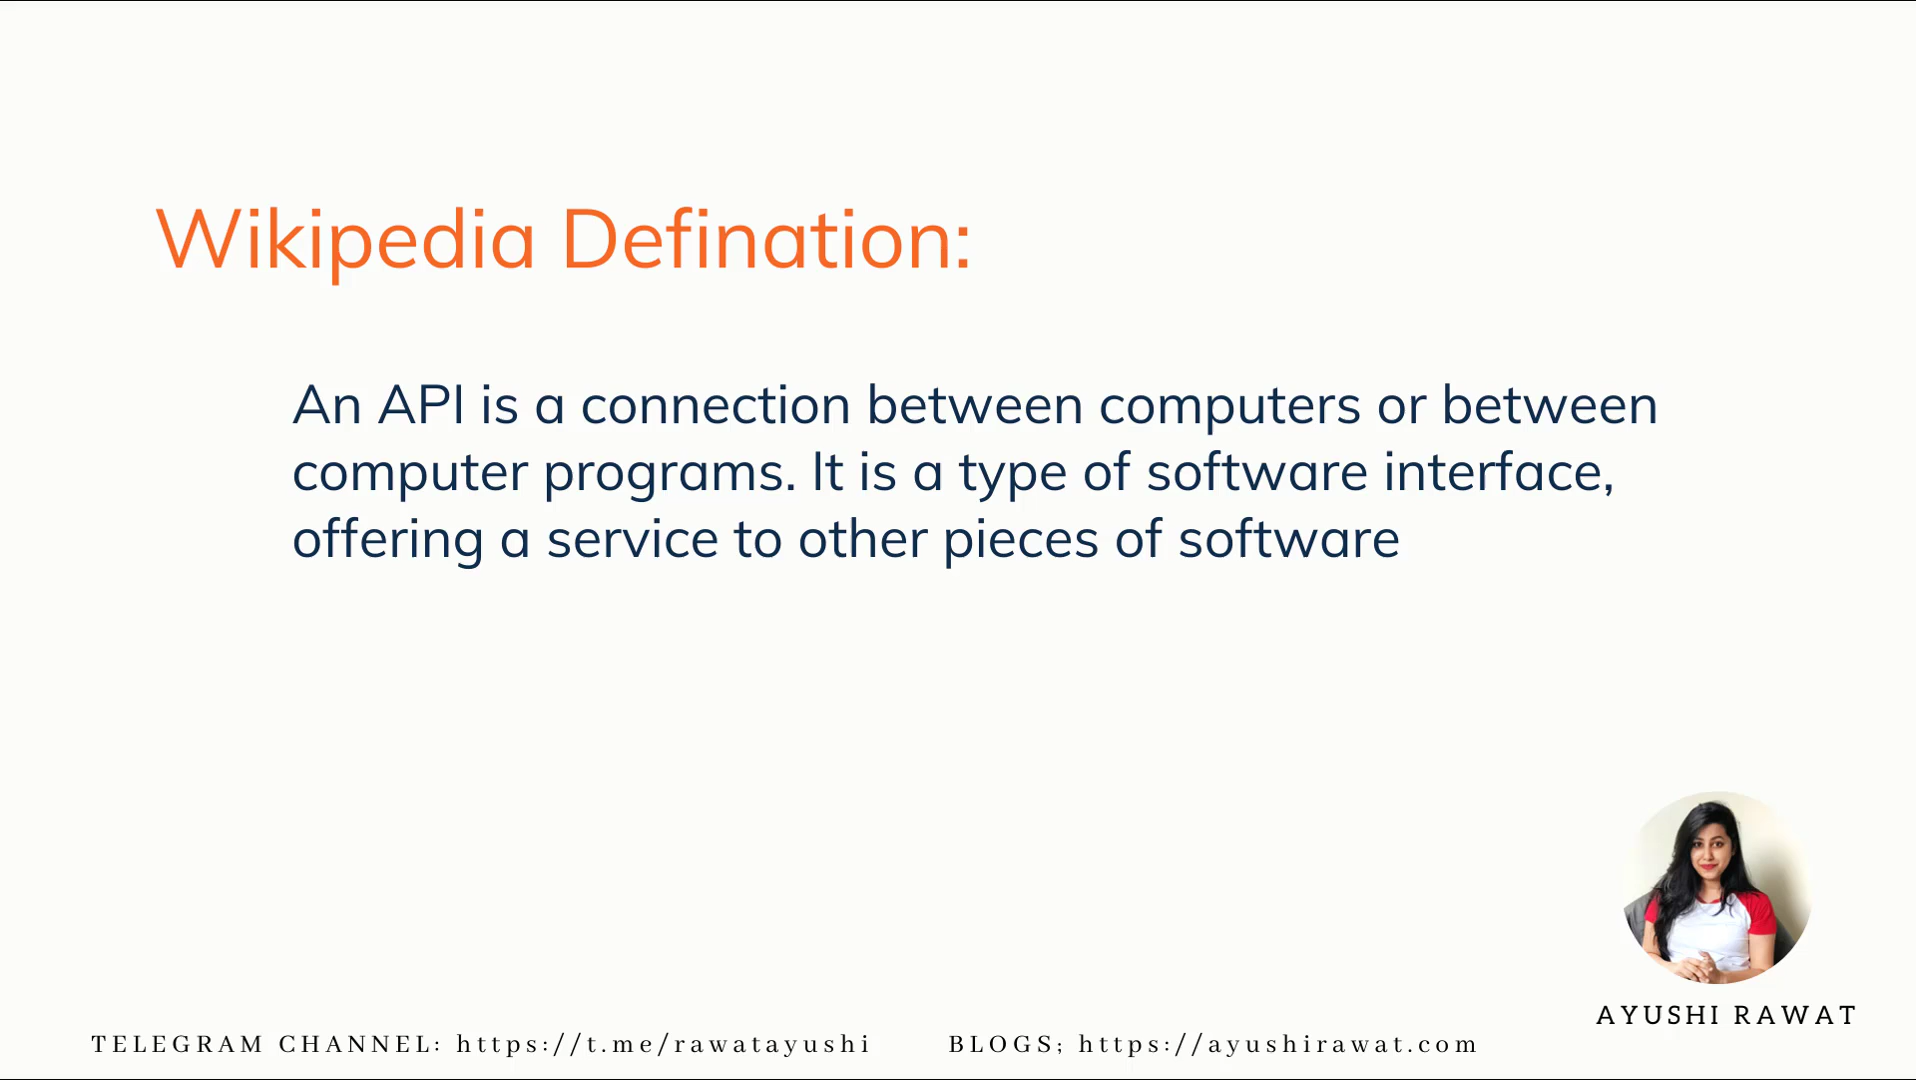 Wikipedia Defination:
An API is a connection between computers or between
computer programs. It is a type of software interface,
offering a service to other pieces of software
AYUSHI RAWAT
TELEGRAM CHANNEL: https://t.me/rawatayushi
BLOGS; https://ayushirawat.com